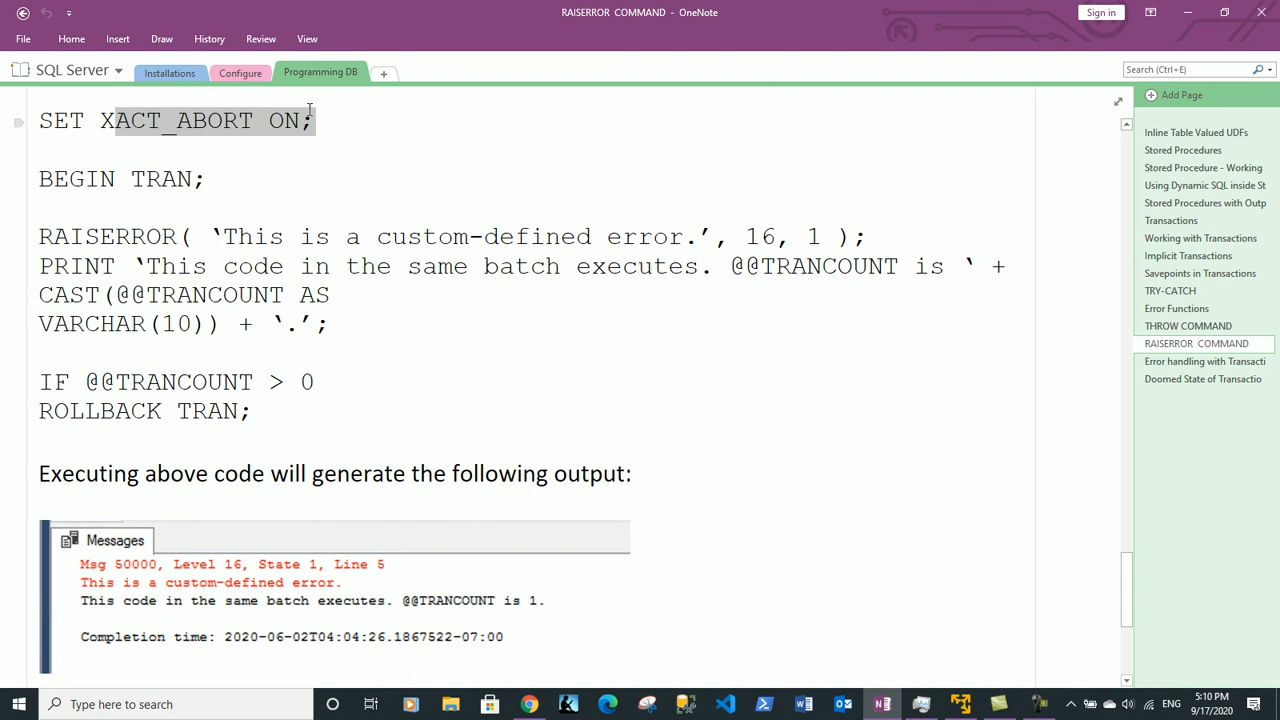 RAISERROR COMMAND - OneNote
Sign in
File
Home
Insert
Draw
History
Review
View
SQL Server
Installations
Configure
Programming DB
Search (Ctrl+E)
SET XACT_ABORT ON;
BEGIN TRAN;
RAISERROR( ‘This is a custom-defined error.’, 16, 1 );
PRINT ‘This code in the same batch executes. @@TRANCOUNT is ‘ +
CAST(@@TRANCOUNT AS
VARCHAR(10)) + ‘.’;
IF @@TRANCOUNT > 0
ROLLBACK TRAN;
Executing above code will generate the following output:
Messages
Msg 50000, Level 16, State 1, Line 5
This is a custom-defined error.
This code in the same batch executes. @@TRANCOUNT is 1.
Completion time: 2020-06-02T04:04:26.1867522-07:00
Add Page
Inline Table Valued UDFs
Stored Procedures
Stored Procedure - Working
Using Dynamic SQL inside St
Stored Procedures with Outp
Transactions
Working with Transactions
Implicit Transactions
Savepoints in Transactions
TRY-CATCH
Error Functions
THROW COMMAND
RAISERROR COMMAND
Error handling with Transacti
Doomed State of Transactio
Type here to search
ENG
5:10 PM
9/17/2020